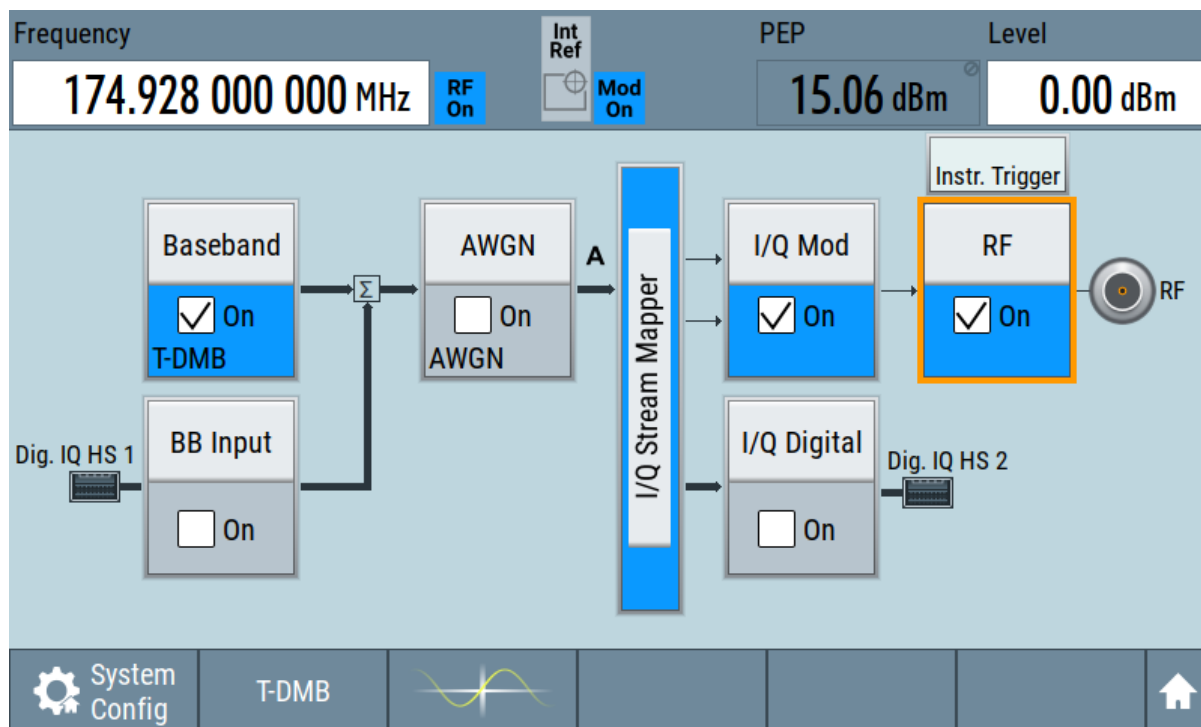 Frequency
Int
Ref
PEP
Level
174.928 000 000 MHz
RF
On
Mod
On
15.06 dBm
0.00 dBm
Instr. Trigger
Baseband
On
T-DMB
Σ
AWGN
On
AWGN
A
I/Q Stream Mapper
I/Q Mod
On
RF
On
RF
Dig. IQ HS 1
BB Input
On
I/Q Digital
On
Dig. IQ HS 2
System
Config
T-DMB